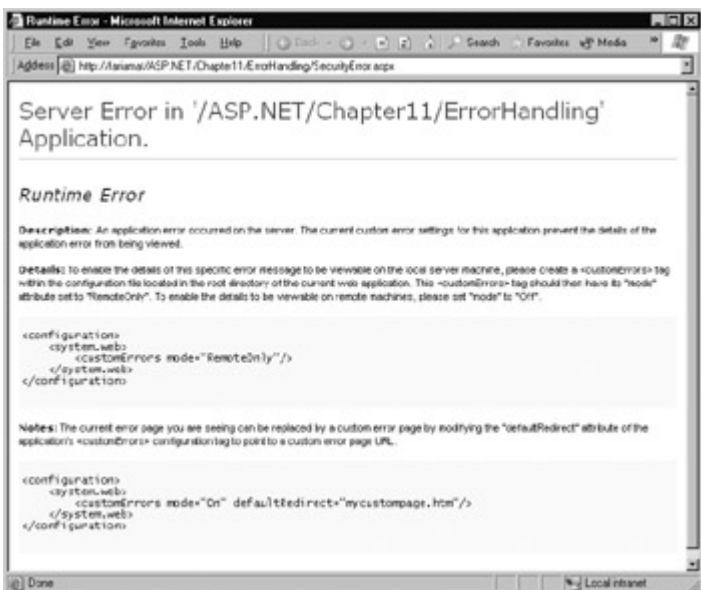 Runtime Error - Microsoft Internet Explorer
File Edit View Favorites Tools Help Back Search Favorites Media »
Address http://lariamai/ASP.NET/Chapter11/ErrorHandling/SecurityError.aspx
Server Error in '/ASP.NET/Chapter11/ErrorHandling'
Application.
Runtime Error
Description: An application error occurred on the server. The current custom error settings for this application prevent the details of the
application error from being viewed.
Details: To enable the details of this specific error message to be viewable on the local server machine, please create a <customErrors> tag
within the configuration file located in the root directory of the current web application. This <customErrors> tag should then have its "mode"
attribute set to "RemoteOnly". To enable the details to be viewable on remote machines, please set "mode" to "Off".
<configuration>
<system.web>
<customErrors mode="RemoteOnly"/>
</system.web>
</configuration>
Notes: The current error page you are seeing can be replaced by a custom error page by modifying the "defaultRedirect" attribute of the
application's <customErrors> configuration tag to point to a custom error page URL.
<configuration>
<system.web>
<customErrors mode="On" defaultRedirect="mycustompage.htm"/>
</system.web>
</configuration>
Done Local intranet